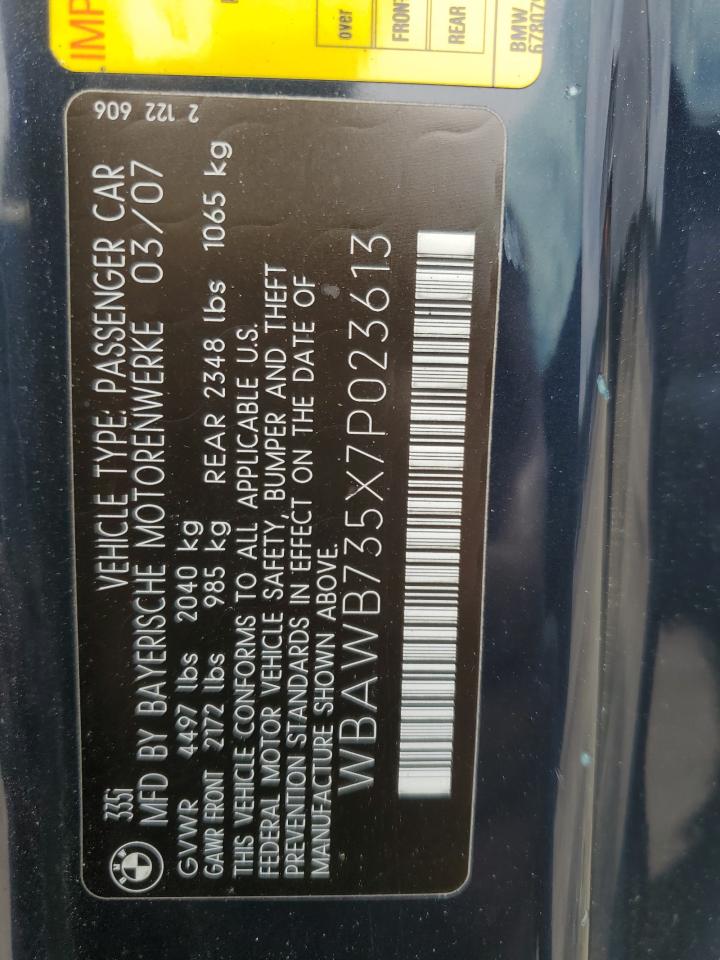 IMP
over
FRON
REAR
BMW
2 122 606
335i
VEHICLE TYPE: PASSENGER CAR
MFD BY BAYERISCHE MOTORENWERKE 03/07
GVWR 4497 lbs 2040 kg
GAWR FRONT 2172 lbs 985 kg REAR 2348 lbs 1065 kg
THIS VEHICLE CONFORMS TO ALL APPLICABLE U.S.
FEDERAL MOTOR VEHICLE SAFETY, BUMPER AND THEFT
PREVENTION STANDARDS IN EFFECT ON THE DATE OF
MANUFACTURE SHOWN ABOVE.
WBAWB735X7P023613
BMW